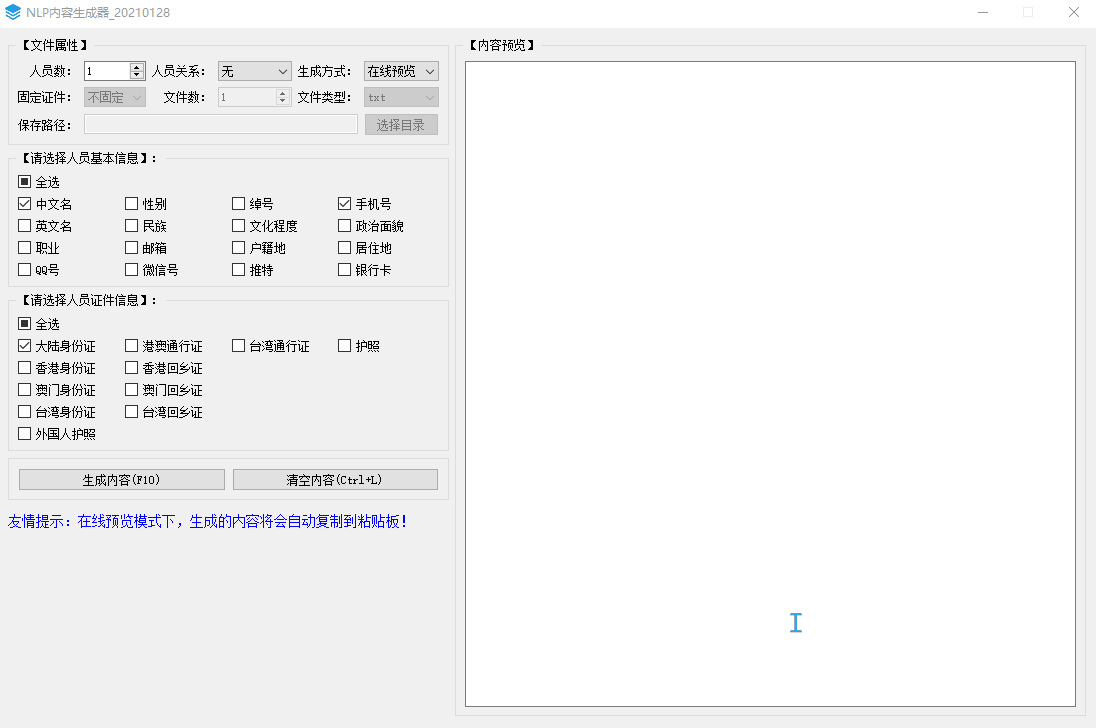 NLP内容生成器_20210128
【文件属性】
人员数: 1 人员关系: 无 生成方式: 在线预览
固定证件: 不固定 文件数: 1 文件类型: txt
保存路径: 选择目录
【请选择人员基本信息】:
全选
中文名 性别 绰号 手机号
英文名 民族 文化程度 政治面貌
职业 邮箱 户籍地 居住地
QQ号 微信号 推特 银行卡
【请选择人员证件信息】:
全选
大陆身份证 港澳通行证 台湾通行证 护照
香港身份证 香港回乡证
澳门身份证 澳门回乡证
台湾身份证 台湾回乡证
外国人护照
生成内容(F10) 清空内容(Ctrl+L)
友情提示: 在线预览模式下，生成的内容将会自动复制到粘贴板!
【内容预览】